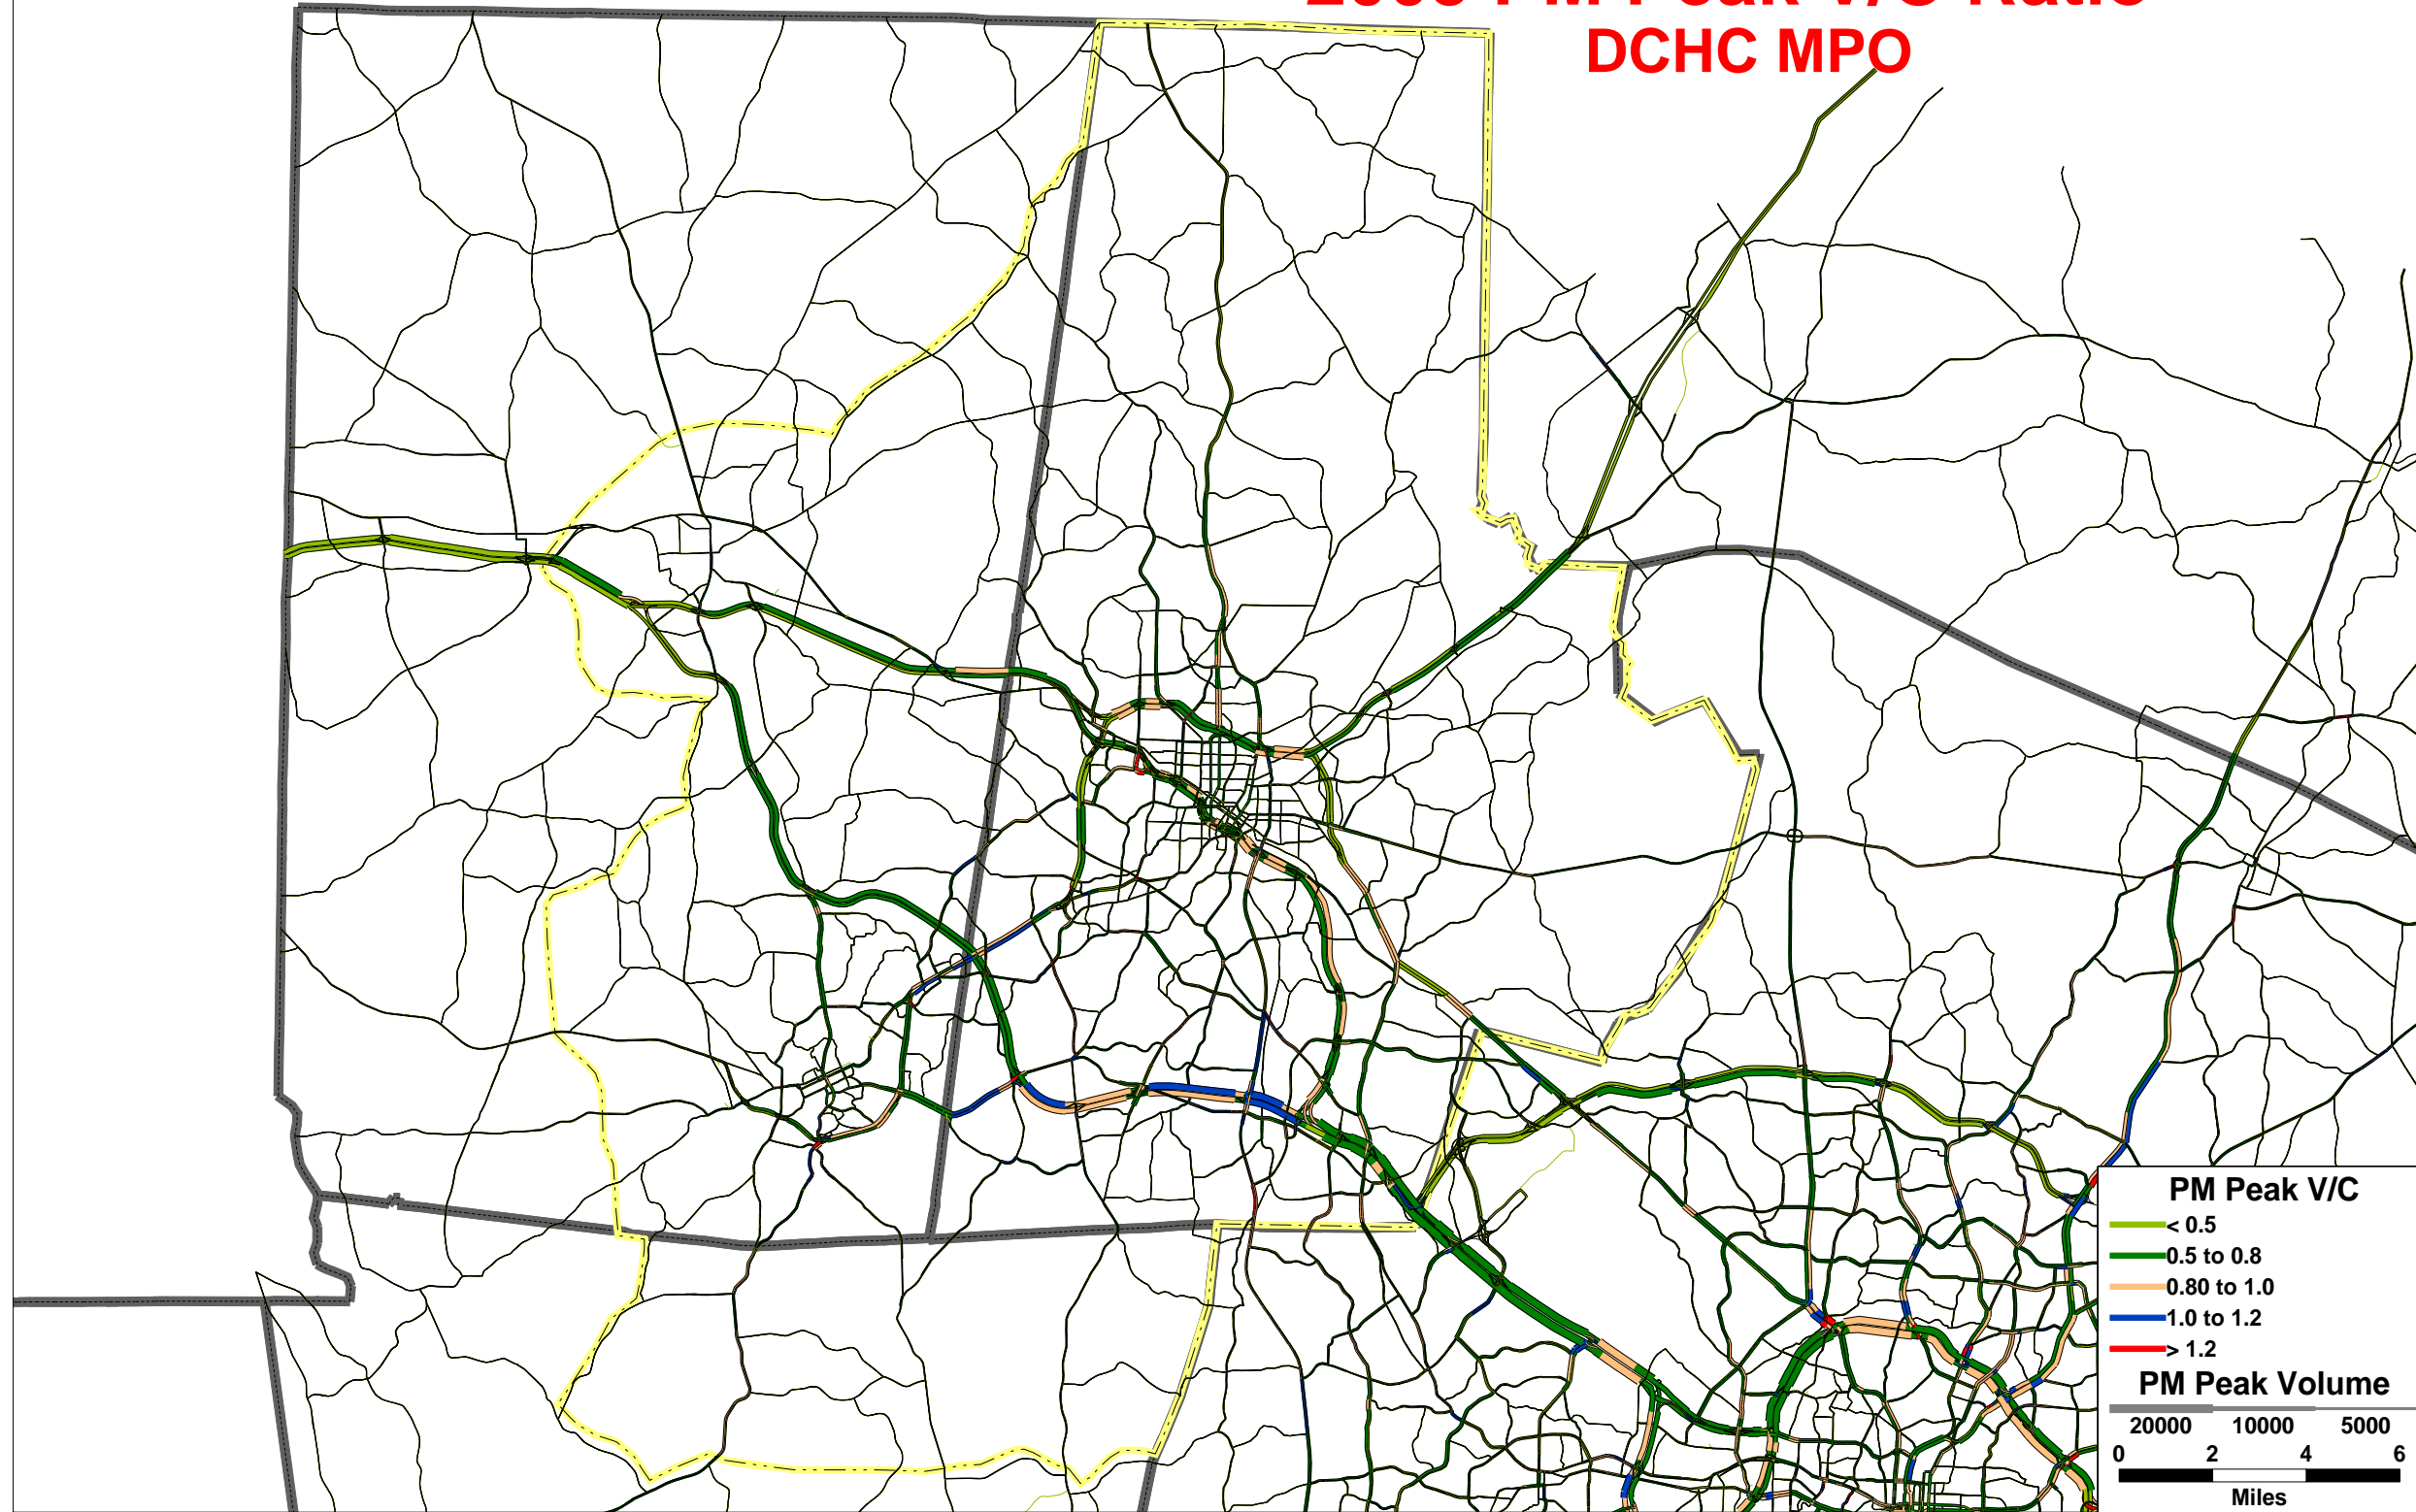 DCHC MPO
PM Peak V/C
< 0.5
0.5 to 0.8
0.80 to 1.0
1.0 to 1.2
> 1.2
PM Peak Volume
20000 10000 5000
0 2 4 6
Miles